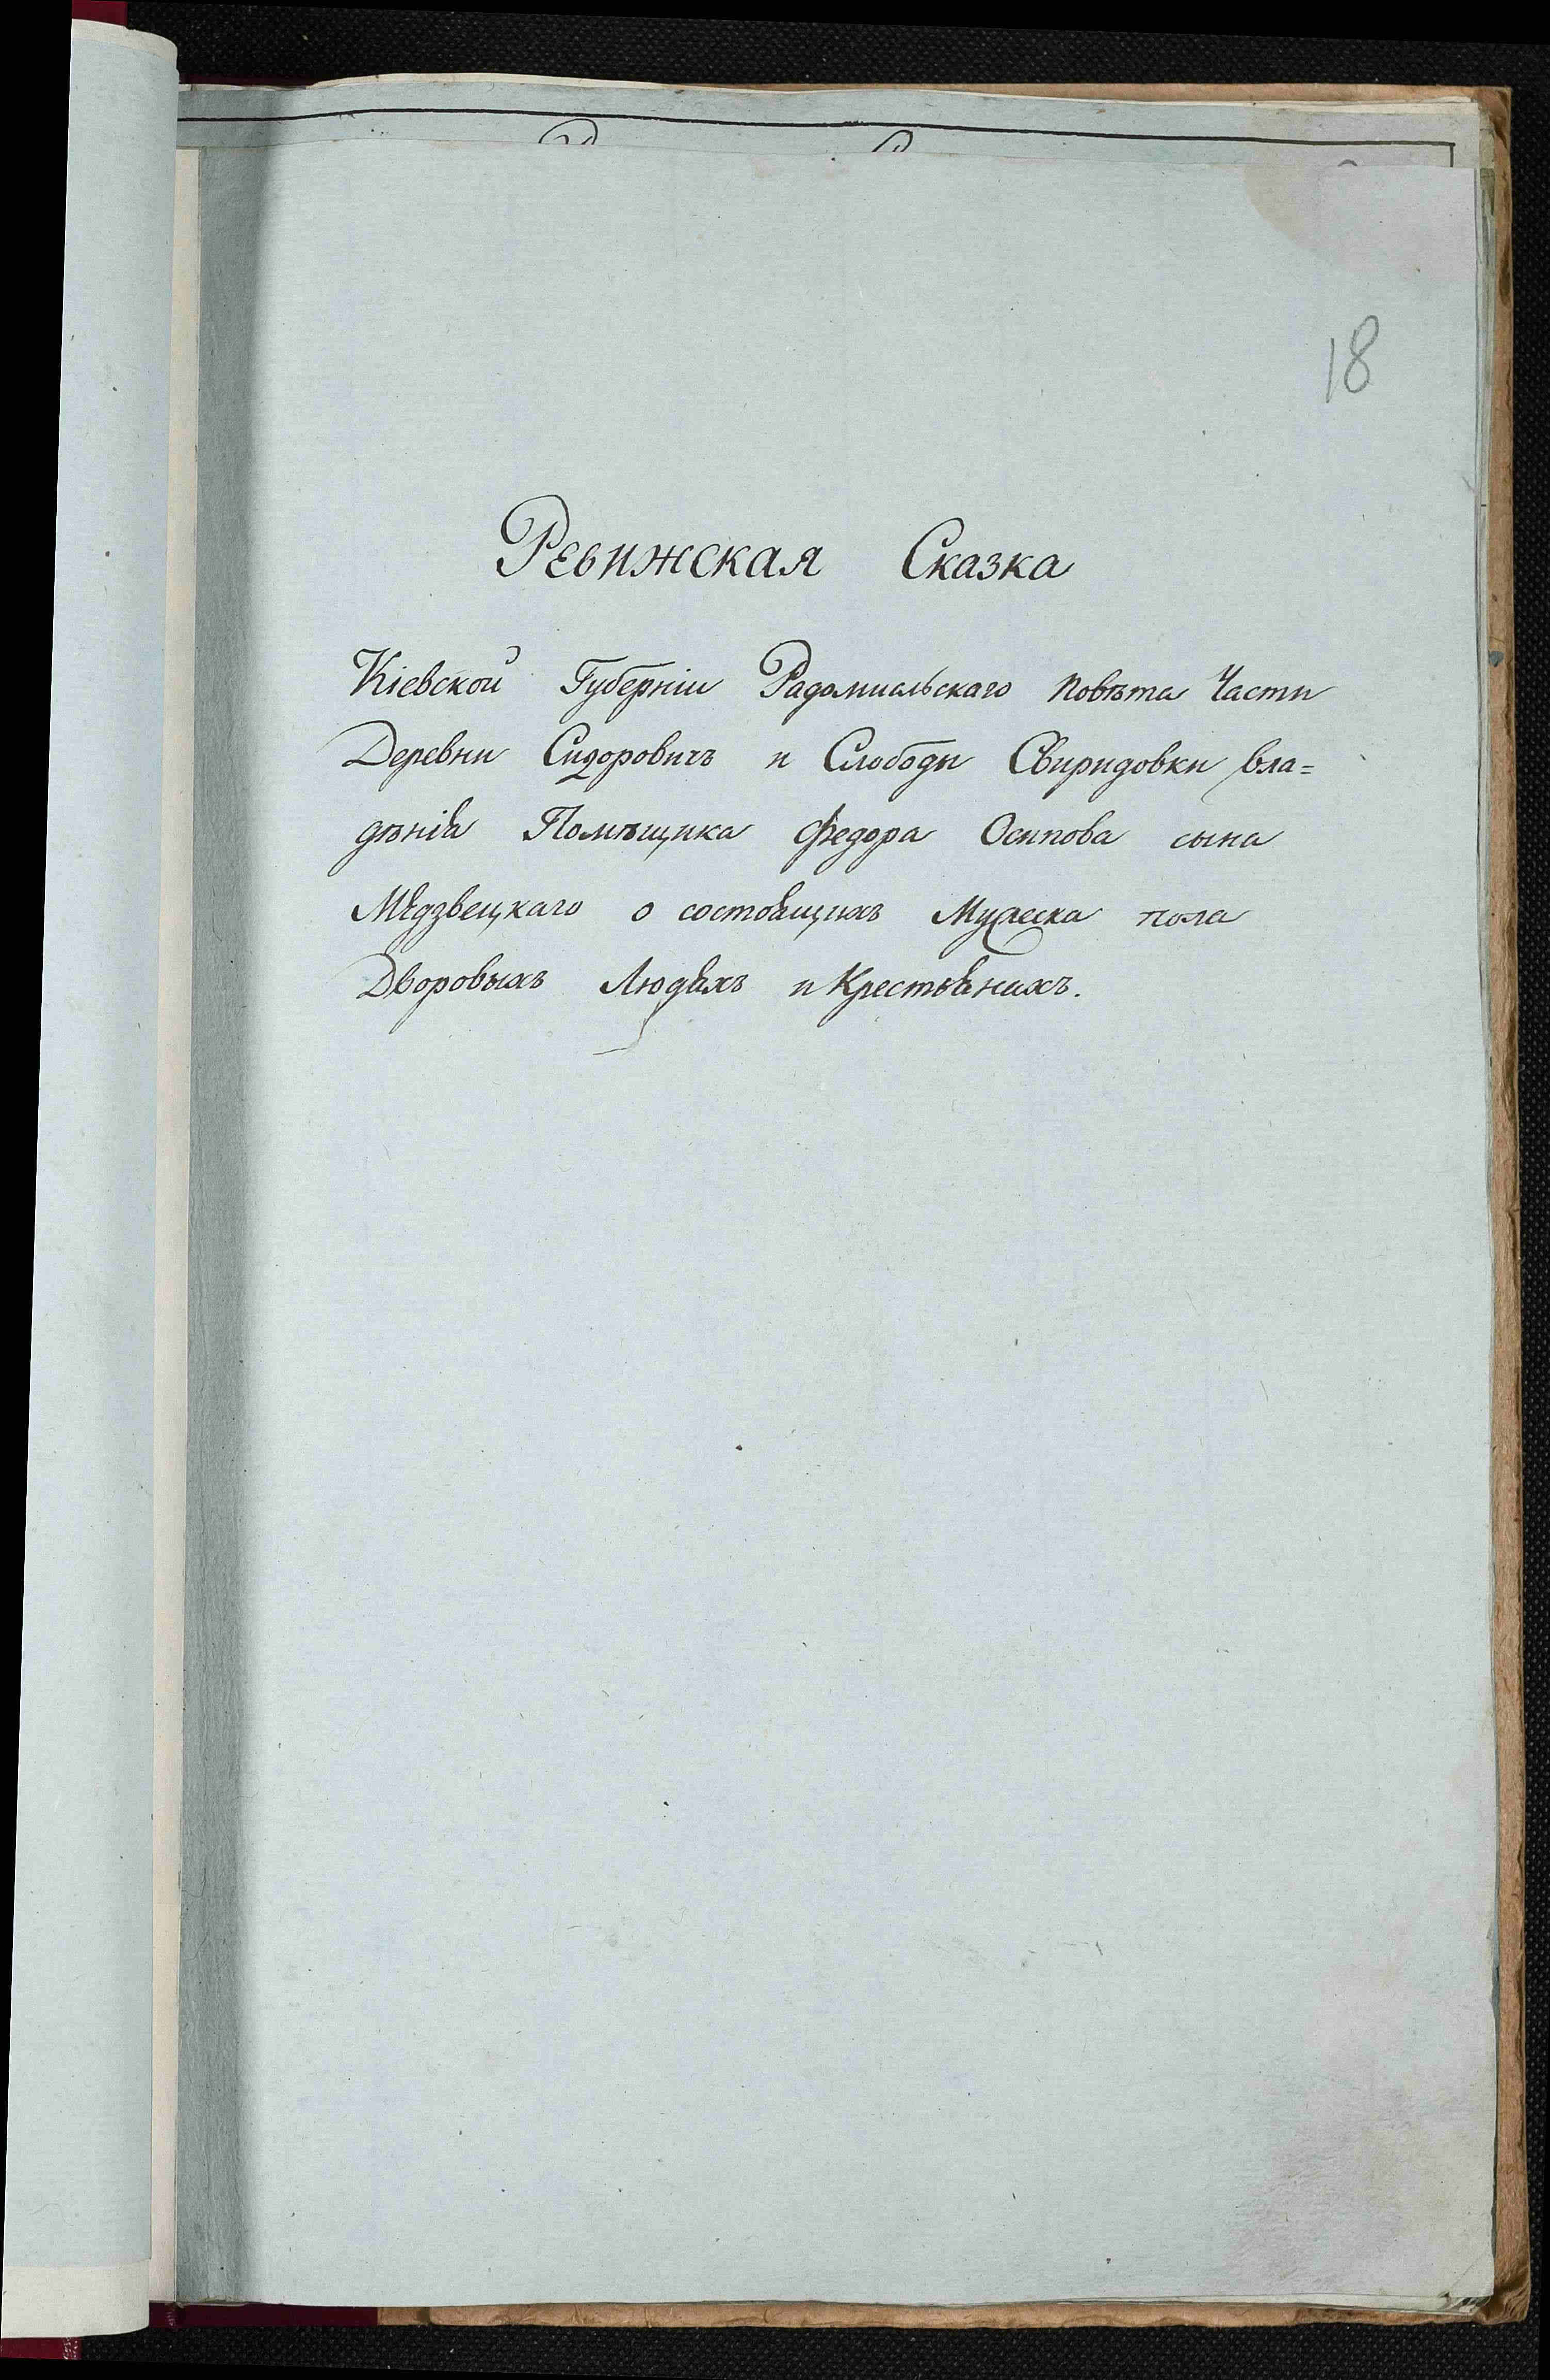 18
Ревижская Сказка
Кіевской Губерніи Радомисльскаго повѣта Части
Деревни Сидоровичъ и Слободы Свиридовки вла=
дѣнія Помѣщика Федора Осипова сына
Медзвецкаго о состоящихъ Мужеска пола
Дворовыхъ Людяхъ и Крестьянахъ.